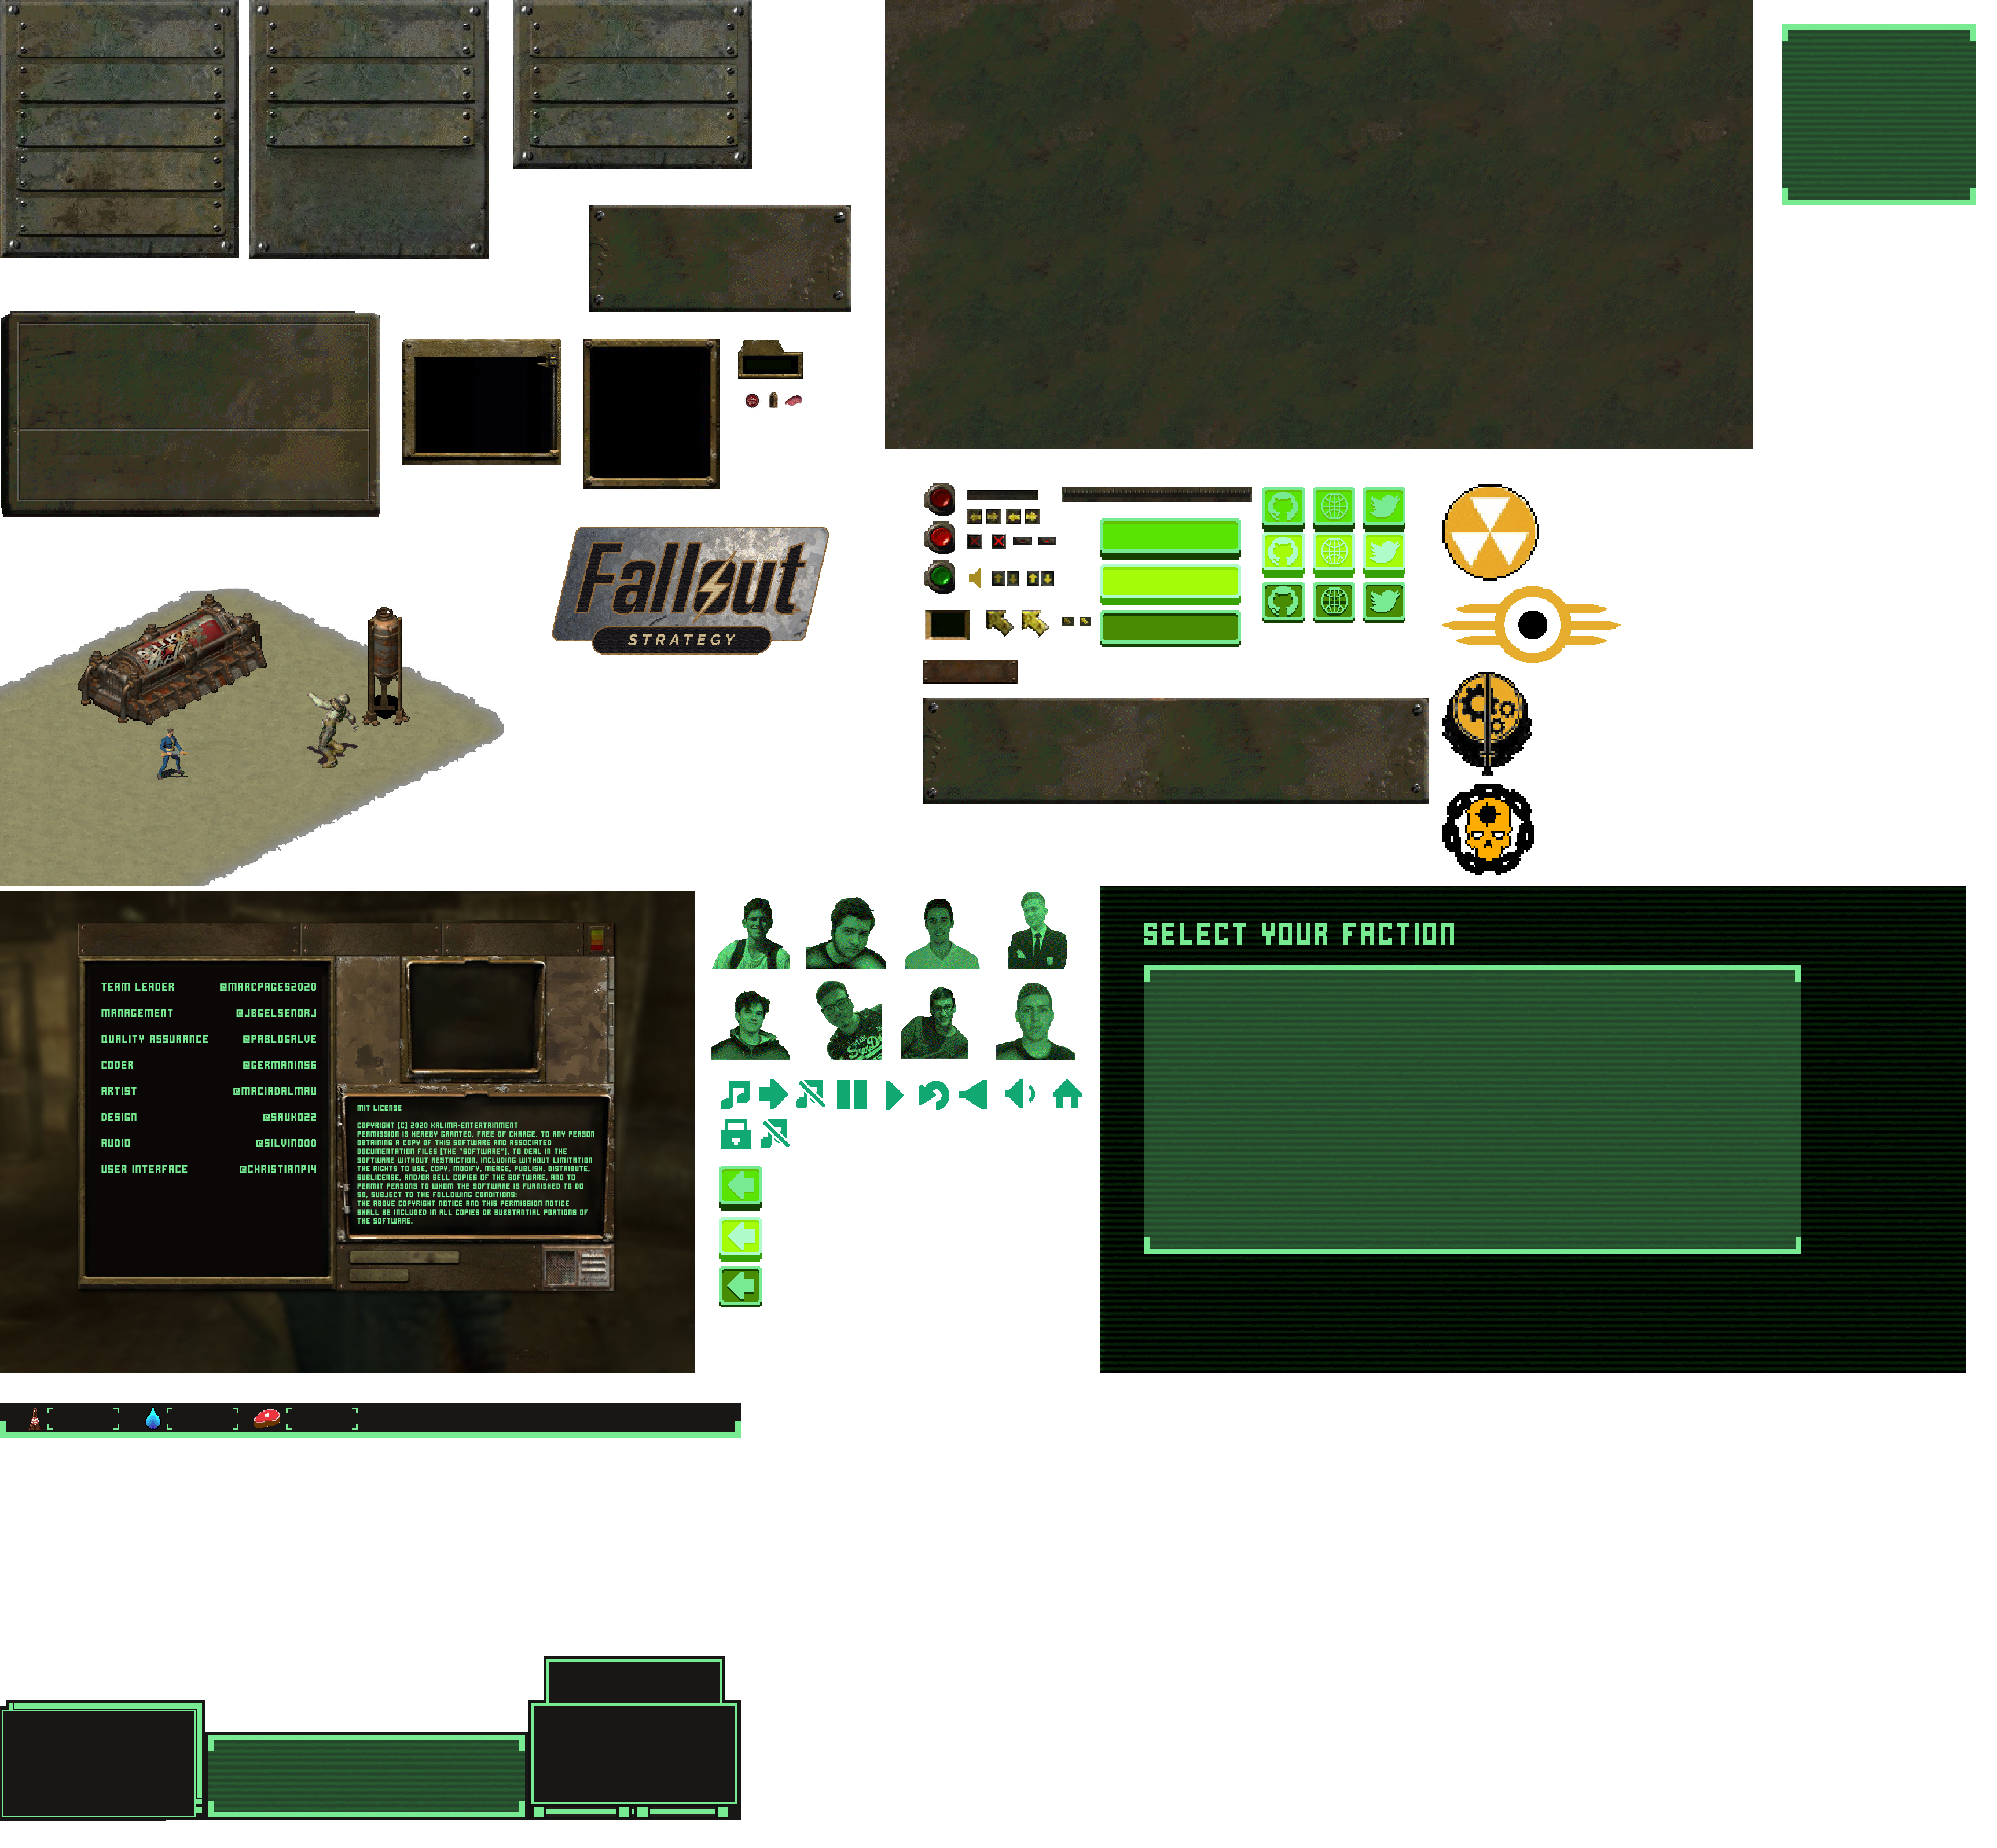 Fallout
STRATEGY
SELECT YOUR FACTION
TEAM LEADER @MARCPAGES2020
MANAGEMENT @JBGELSENDRJ
QUALITY ASSURANCE @PABLOGALVE
CODER @GERMANINS6
ARTIST @MACIADALMAU
DESIGN @SAUKO22
AUDIO @SILVINOOO
USER INTERFACE @CHRISTIANPI4
MIT LICENSE
COPYRIGHT (C) 2020 KALIMA-ENTERTAINMENT
PERMISSION IS HEREBY GRANTED, FREE OF CHARGE, TO ANY PERSON
OBTAINING A COPY OF THIS SOFTWARE AND ASSOCIATED
DOCUMENTATION FILES (THE "SOFTWARE"), TO DEAL IN THE
SOFTWARE WITHOUT RESTRICTION, INCLUDING WITHOUT LIMITATION
THE RIGHTS TO USE, COPY, MODIFY, MERGE, PUBLISH, DISTRIBUTE,
SUBLICENSE, AND/OR SELL COPIES OF THE SOFTWARE, AND TO
PERMIT PERSONS TO WHOM THE SOFTWARE IS FURNISHED TO DO
SO, SUBJECT TO THE FOLLOWING CONDITIONS:
THE ABOVE COPYRIGHT NOTICE AND THIS PERMISSION NOTICE
SHALL BE INCLUDED IN ALL COPIES OR SUBSTANTIAL PORTIONS OF
THE SOFTWARE.